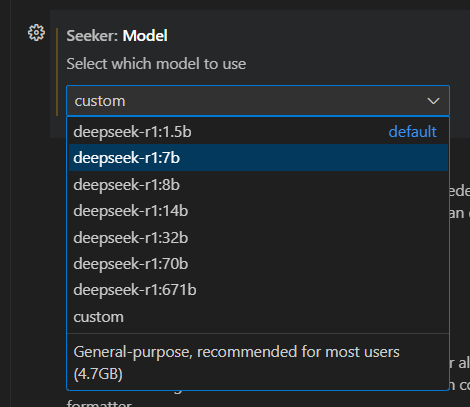 Seeker: Model
Select which model to use
custom
deepseek-r1:1.5b default
deepseek-r1:7b
deepseek-r1:8b
deepseek-r1:14b
deepseek-r1:32b
deepseek-r1:70b
deepseek-r1:671b
custom
General-purpose, recommended for most users
(4.7GB)